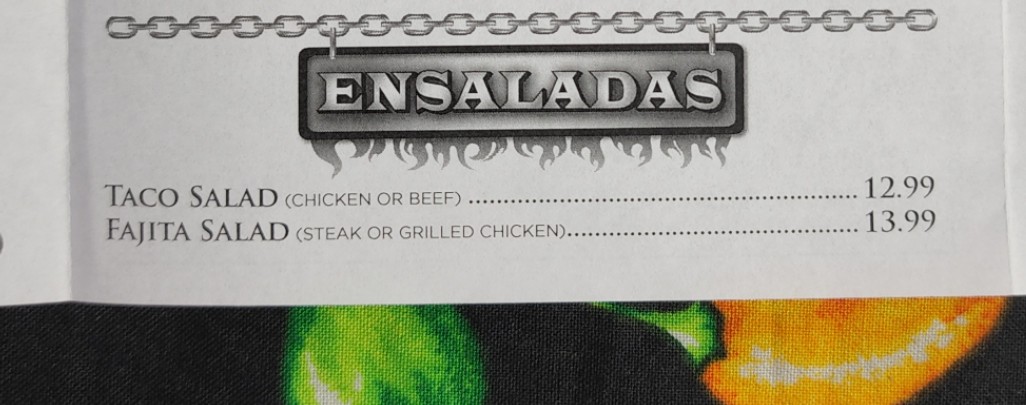 ENSALADAS
TACO SALAD (CHICKEN OR BEEF) ........................................................ 12.99
FAJITA SALAD (STEAK OR GRILLED CHICKEN).......................................... 13.99